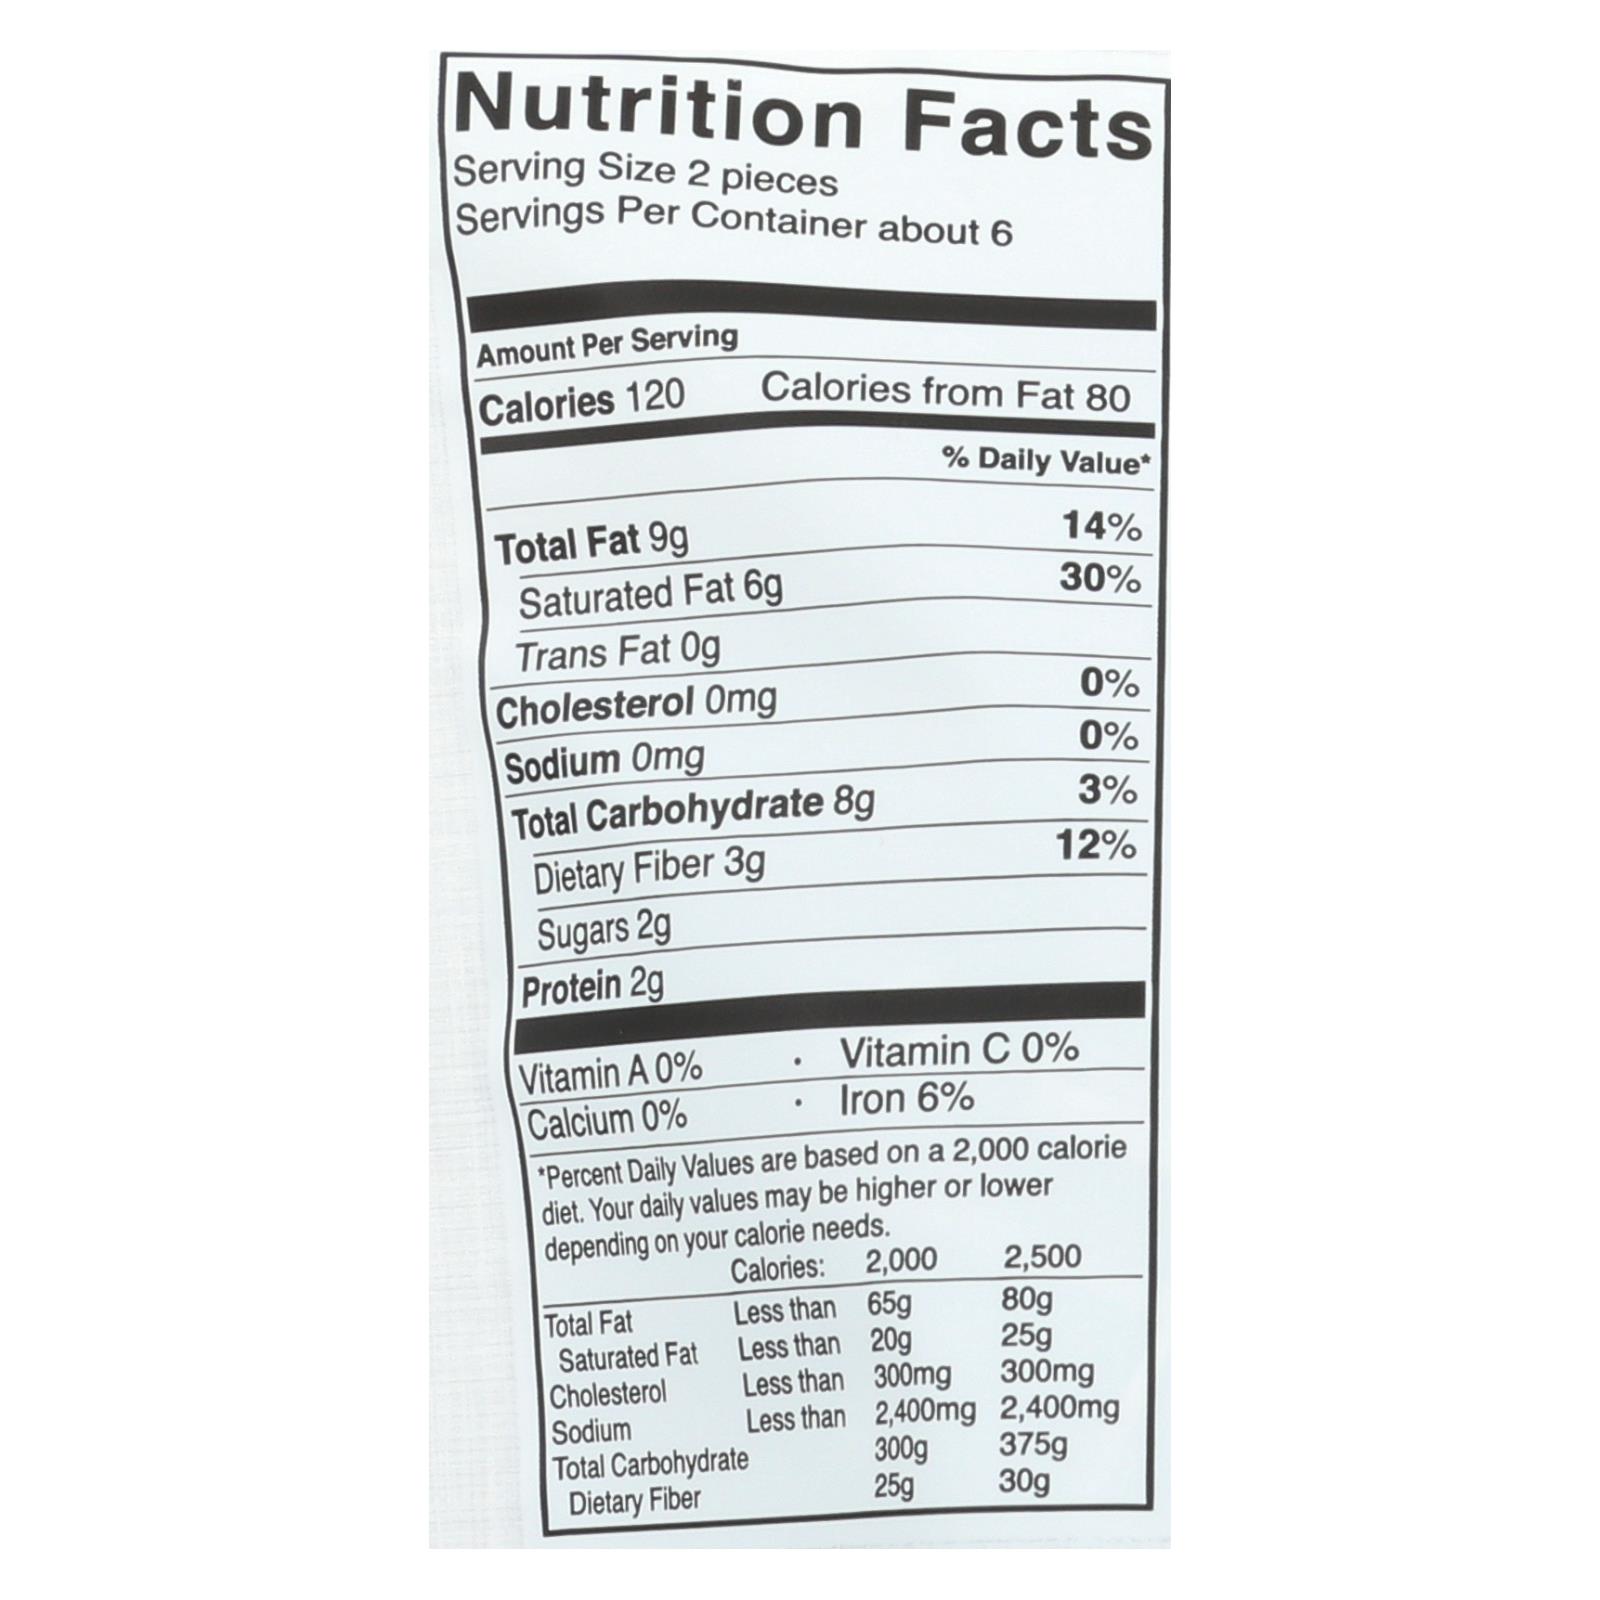 Nutrition Facts
Serving Size 2 pieces
Servings Per Container about 6
Amount Per Serving
Calories 120 Calories from Fat 80
% Daily Value*
Total Fat 9g 14%
Saturated Fat 6g 30%
Trans Fat 0g
Cholesterol 0mg 0%
Sodium 0mg 0%
Total Carbohydrate 8g 3%
Dietary Fiber 3g 12%
Sugars 2g
Protein 2g
Vitamin A 0% · Vitamin C 0%
Calcium 0% · Iron 6%
*Percent Daily Values are based on a 2,000 calorie
diet. Your daily values may be higher or lower
depending on your calorie needs.
Calories: 2,000 2,500
Total Fat Less than 65g 80g
Saturated Fat Less than 20g 25g
Cholesterol Less than 300mg 300mg
Sodium Less than 2,400mg 2,400mg
Total Carbohydrate 300g 375g
Dietary Fiber 25g 30g